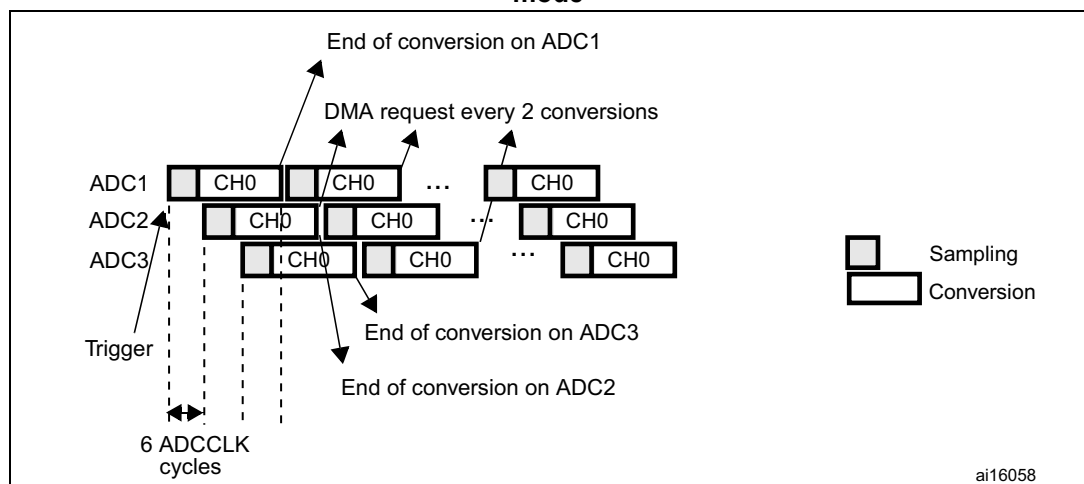 mode
End of conversion on ADC1
DMA request every 2 conversions
ADC1 CH0 CH0 ... CH0
ADC2 CH0 CH0 ... CH0
ADC3 CH0 CH0 ... CH0
Sampling
Conversion
End of conversion on ADC3
Trigger
End of conversion on ADC2
6 ADCCLK
cycles
ai16058